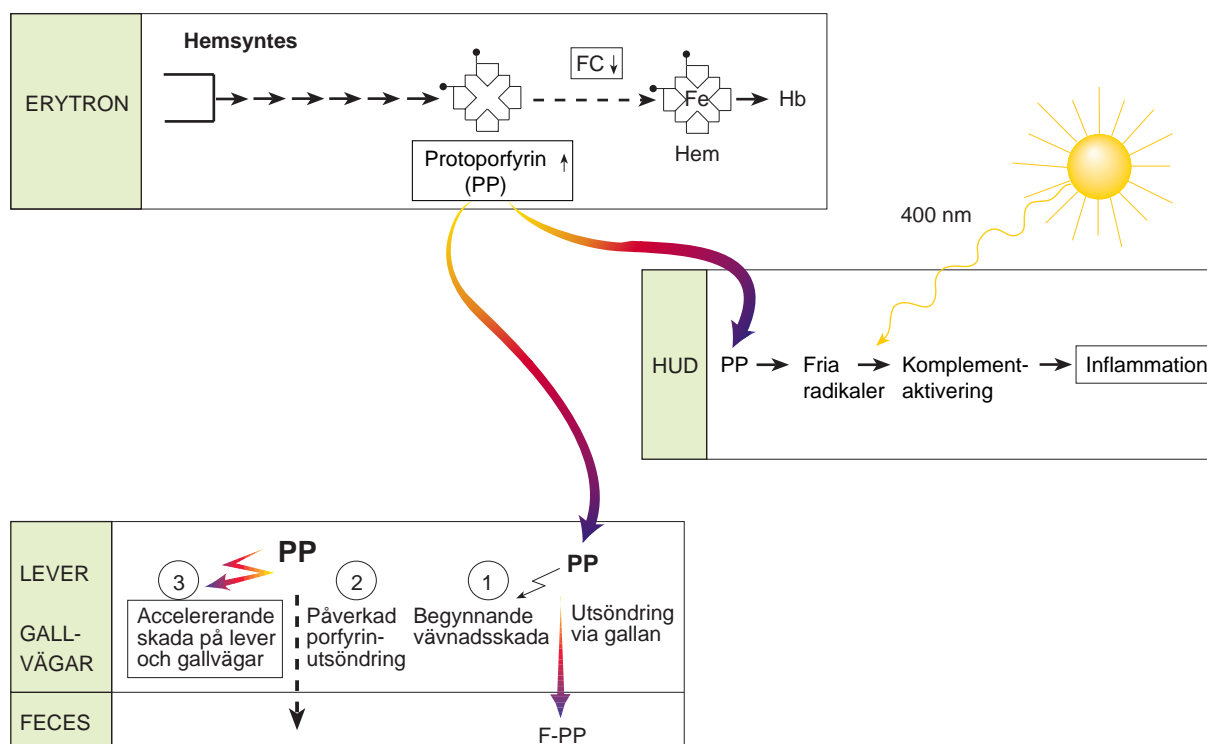 Hemsyntes
ERYTRON
FC ↓
Fe
Hb
Hem
Protoporfyrin ↑
(PP)
400 nm
HUD
PP
Fria
radikaler
Komplement-
aktivering
Inflammation
LEVER
GALL-
VÄGAR
PP
3
Accelererande
skada på lever
och gallvägar
2
Påverkad
porfyrin-
utsöndring
1
Begynnande
vävnadsskada
PP
Utsöndring
via gallan
FECES
F-PP